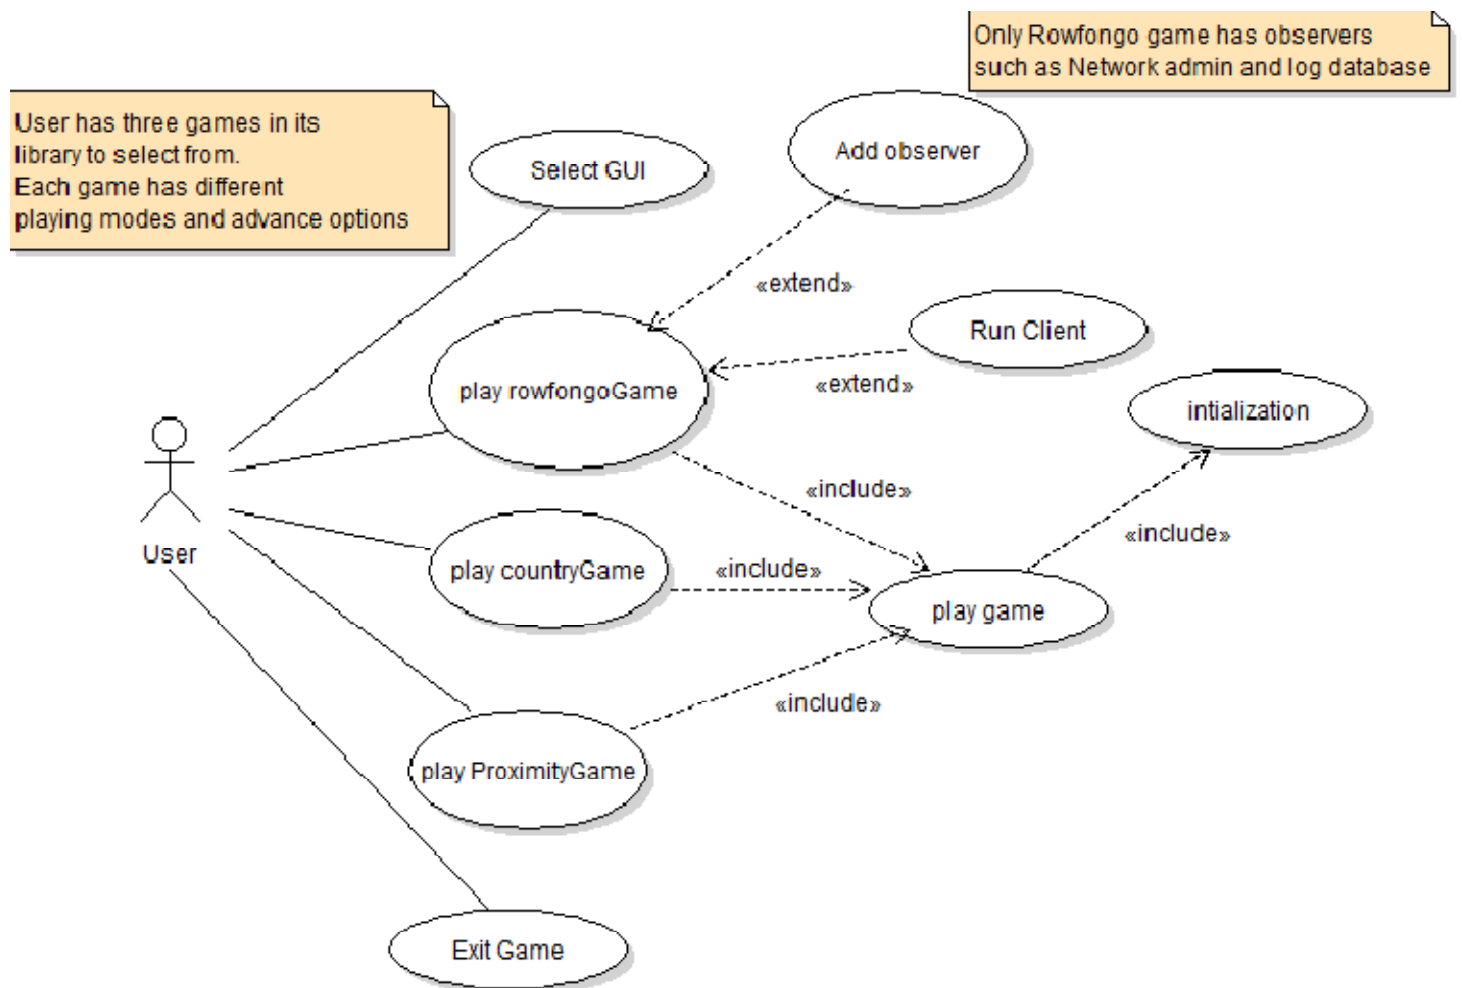 Only Rowfongo game has observers
such as Network admin and log database
User has three games in its
library to select from.
Each game has different
playing modes and advance options
Select GUI
Add observer
«extend»
Run Client
«extend»
play rowfongoGame
intialization
«include»
«include»
User
play countryGame
«include»
play game
«include»
play ProximityGame
Exit Game